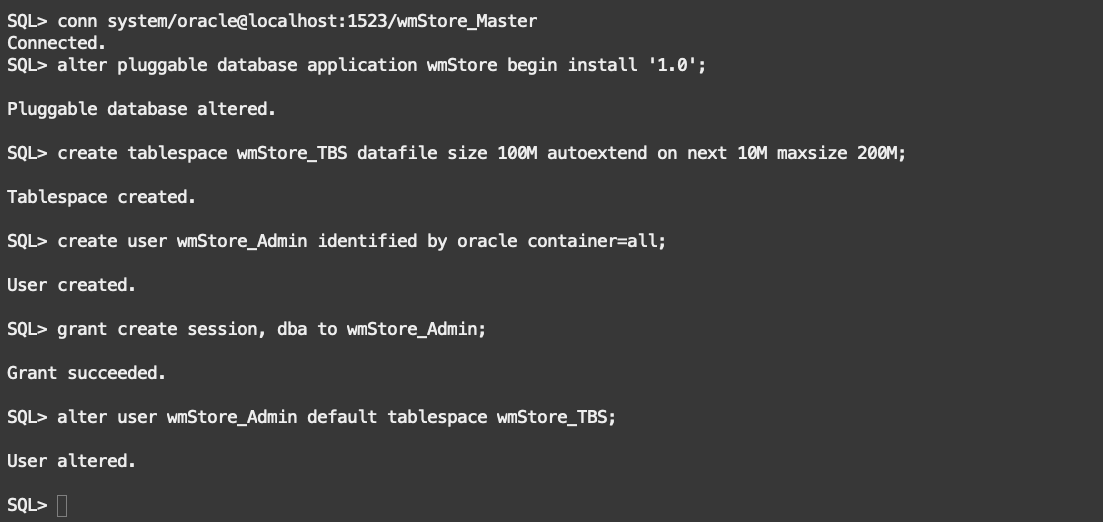 SQL> conn system/oracle@localhost:1523/wmStore_Master
Connected.
SQL> alter pluggable database application wmStore begin install '1.0';
Pluggable database altered.
SQL> create tablespace wmStore_TBS datafile size 100M autoextend on next 10M maxsize 200M;
Tablespace created.
SQL> create user wmStore_Admin identified by oracle container=all;
User created.
SQL> grant create session, dba to wmStore_Admin;
Grant succeeded.
SQL> alter user wmStore_Admin default tablespace wmStore_TBS;
User altered.
SQL>